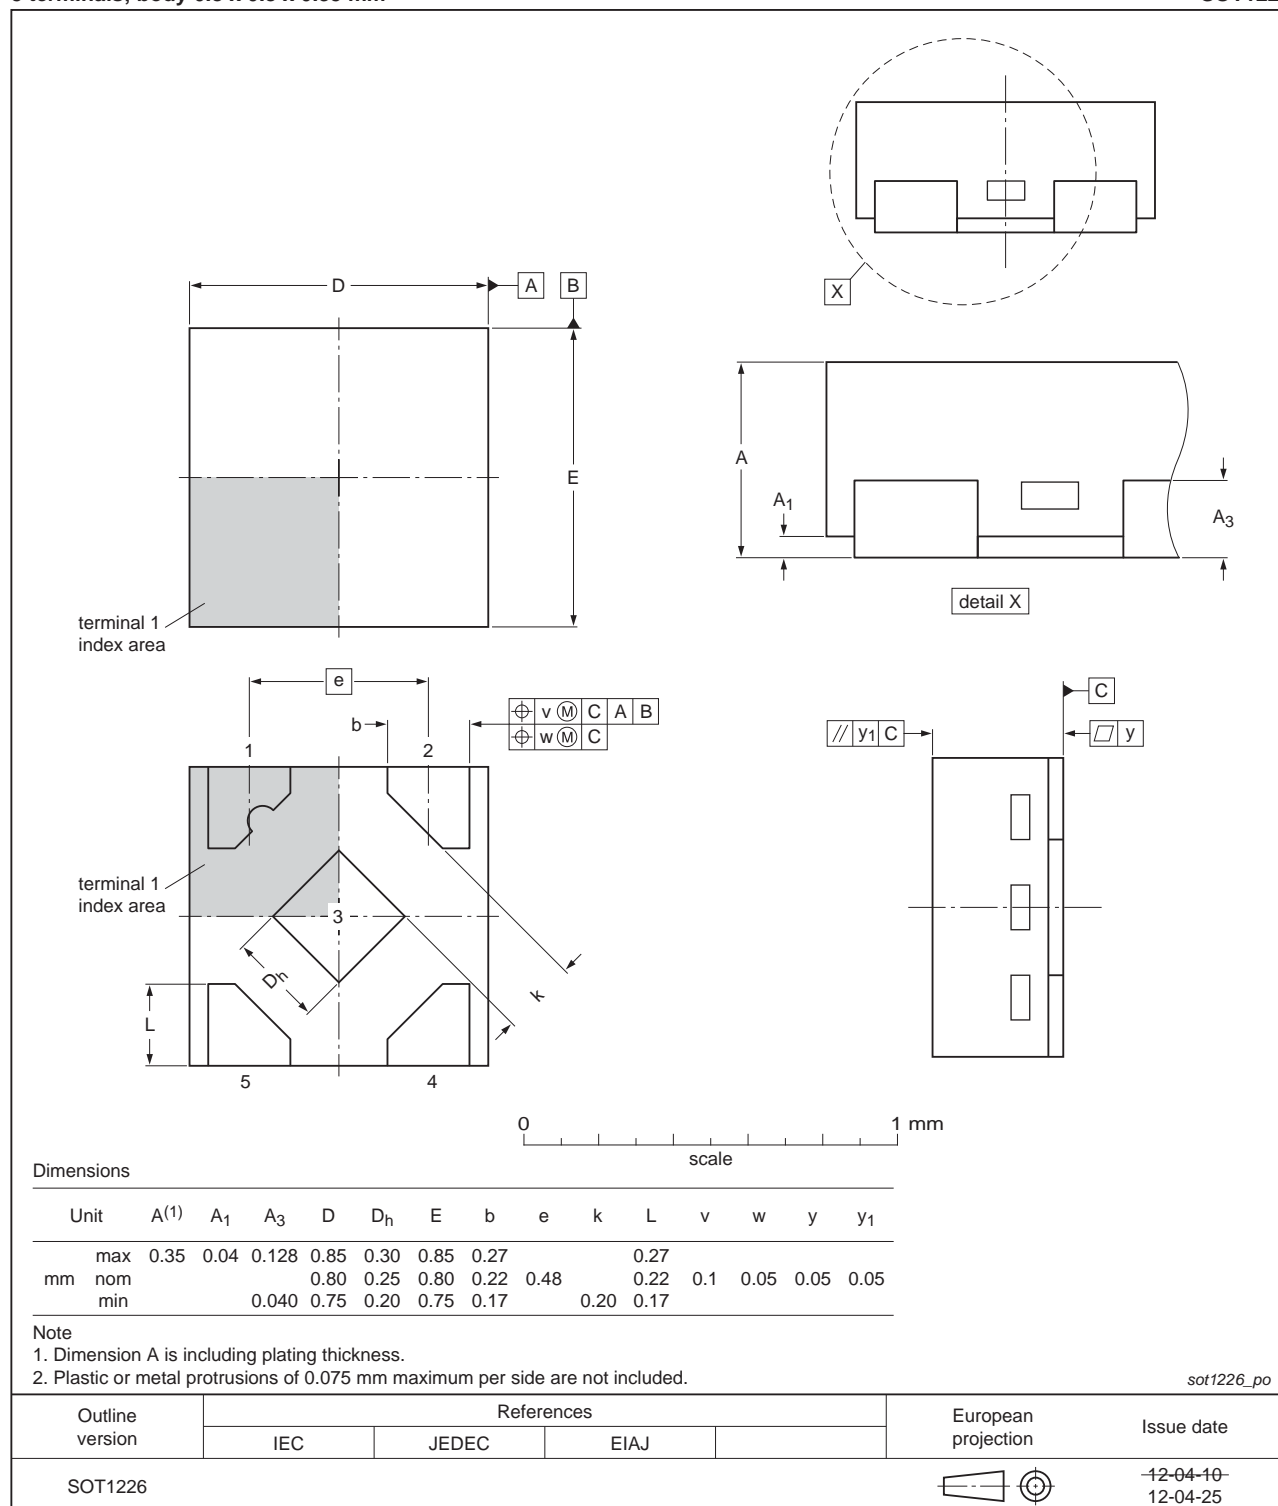 X
D
A
B
E
terminal 1
index area
A
A1
A3
detail X
e
b
v M C A B
w M C
1
2
terminal 1
index area
3
Dh
k
L
5
4
C
// y1 C
y
0
1 mm
scale
Dimensions
Unit A(1) A1 A3 D Dh E b e k L v w y y1
max 0.35 0.04 0.128 0.85 0.30 0.85 0.27 0.27
mm nom 0.80 0.25 0.80 0.22 0.48 0.22 0.1 0.05 0.05 0.05
min 0.040 0.75 0.20 0.75 0.17 0.20 0.17
Note
1. Dimension A is including plating thickness.
2. Plastic or metal protrusions of 0.075 mm maximum per side are not included.
sot1226_po
Outline version
References
European projection
Issue date
IEC JEDEC EIAJ
SOT1226
12-04-10
12-04-25